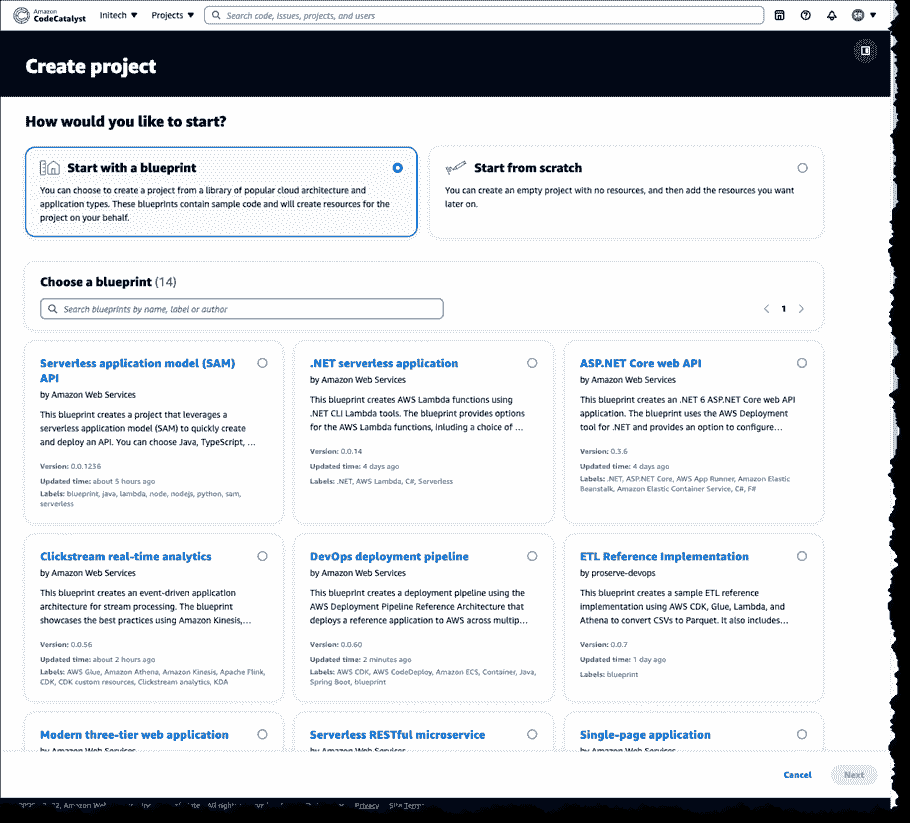 Amazon
CodeCatalyst
Initech
Projects
Search code, issues, projects, and users
SR
Create project
How would you like to start?
Start with a blueprint
You can choose to create a project from a library of popular cloud architecture and
application types. These blueprints contain sample code and will create resources for the
project on your behalf.
Start from scratch
You can create an empty project with no resources, and then add the resources you want
later on.
Choose a blueprint (14)
Search blueprints by name, label or author
1
Serverless application model (SAM)
API
by Amazon Web Services
This blueprint creates a project that leverages a
serverless application model (SAM) to quickly create
and deploy an API. You can choose Java, TypeScript, ...
Version: 0.0.1236
Updated time: about 5 hours ago
Labels: blueprint, java, lambda, node, nodejs, python, sam,
serverless
.NET serverless application
by Amazon Web Services
This blueprint creates AWS Lambda functions using
.NET CLI Lambda tools. The blueprint provides options
for the AWS Lambda functions, inluding a choice of ...
Version: 0.0.14
Updated time: 4 days ago
Labels: .NET, AWS Lambda, C#, Serverless
ASP.NET Core web API
by Amazon Web Services
This blueprint creates an .NET 6 ASP.NET Core web API
application. The blueprint uses the AWS Deployment
tool for .NET and provides an option to configure...
Version: 0.3.6
Updated time: 4 days ago
Labels: .NET, ASP.NET Core, AWS App Runner, Amazon Elastic
Beanstalk, Amazon Elastic Container Service, C#, F#
Clickstream real-time analytics
by Amazon Web Services
This blueprint creates an event-driven application
architecture for stream processing. The blueprint
showcases the best practices using Amazon Kinesis,...
Version: 0.0.56
Updated time: about 2 hours ago
Labels: AWS Glue, Amazon Athena, Amazon Kinesis, Apache Flink,
CDK, CDK custom resources, Clickstream analytics, KDA
DevOps deployment pipeline
by Amazon Web Services
This blueprint creates a deployment pipeline using the
AWS Deployment Pipeline Reference Architecture that
deploys a reference application to AWS across multip...
Version: 0.0.60
Updated time: 2 minutes ago
Labels: AWS CDK, AWS CodeDeploy, Amazon ECS, Container, Java,
Spring Boot, blueprint
ETL Reference Implementation
by proserve-devops
This blueprint creates a sample ETL reference
implementation using AWS CDK, Glue, Lambda, and
Athena to convert CSVs to Parquet. It also includes...
Version: 0.0.7
Updated time: 1 day ago
Labels: blueprint
Modern three-tier web application
by Amazon Web Services
Serverless RESTful microservice
by Amazon Web Services
Single-page application
by Amazon Web Services
Cancel
Next
Amazon
Privacy
Site Terms